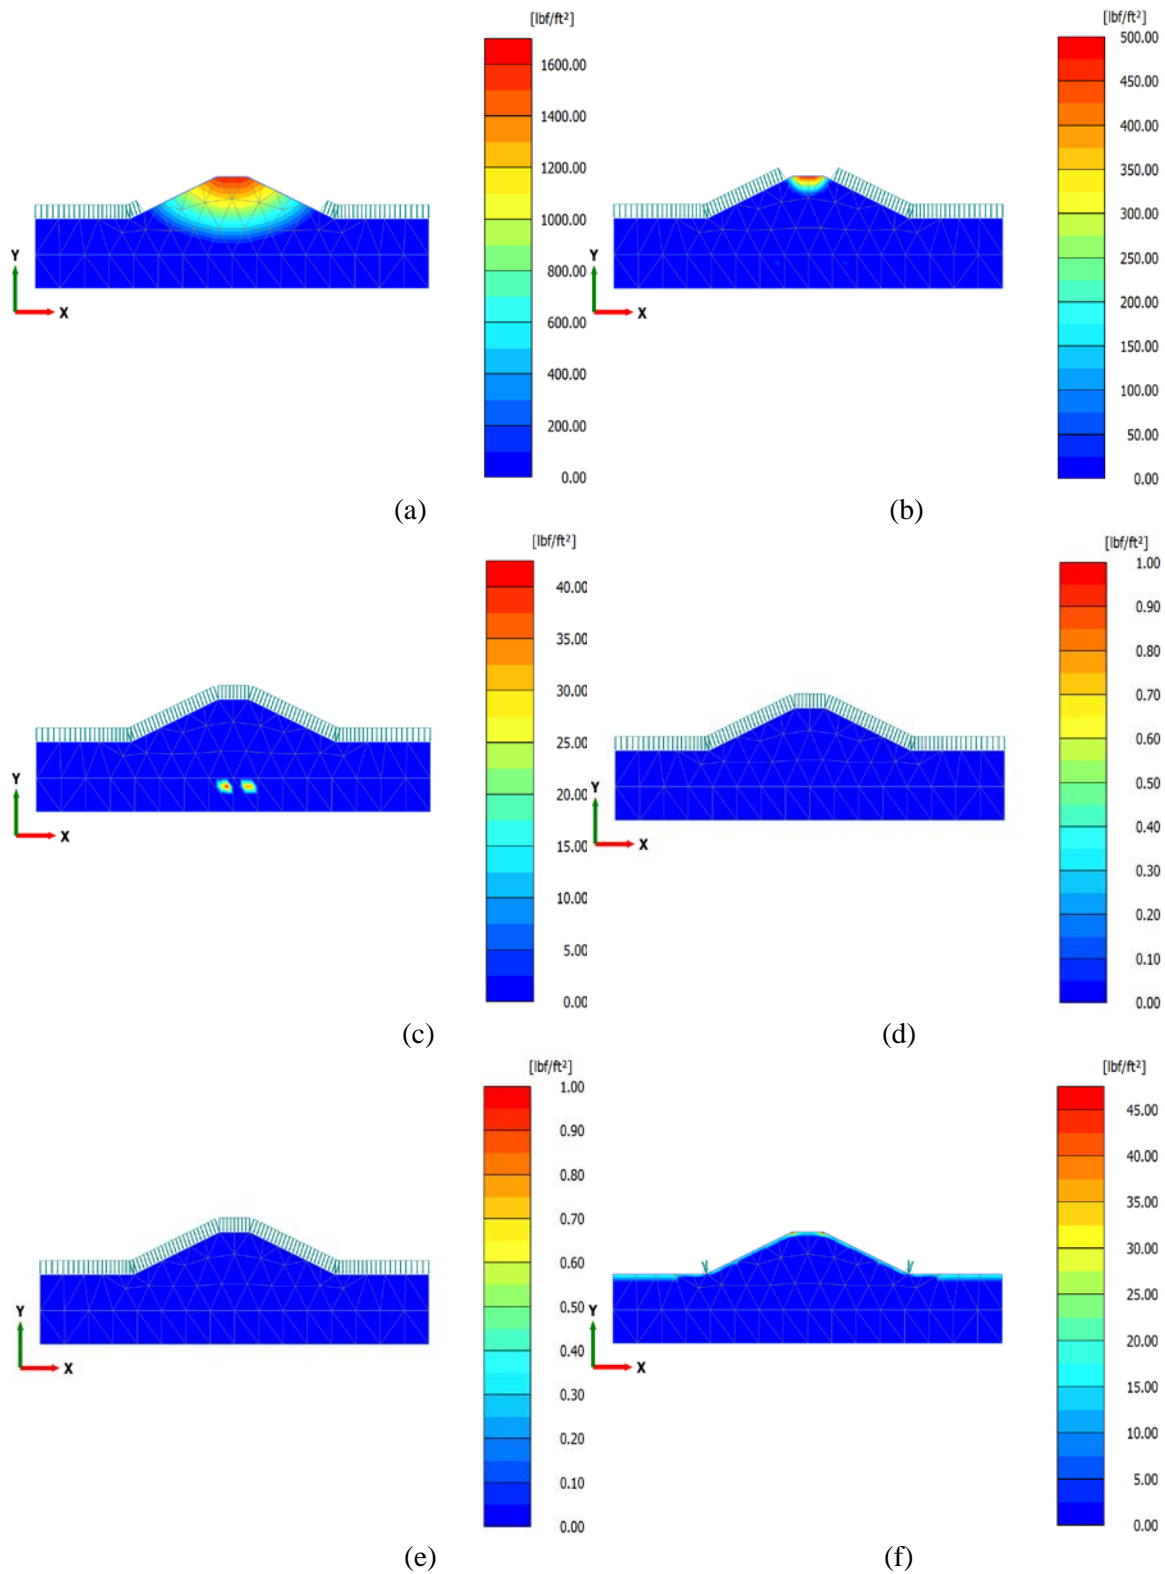 [lbf/ft²]
1600.00
1400.00
1200.00
1000.00
800.00
600.00
400.00
200.00
0.00
Y
X
(a)
[lbf/ft²]
500.00
450.00
400.00
350.00
300.00
250.00
200.00
150.00
100.00
50.00
0.00
Y
X
(b)
[lbf/ft²]
40.00
35.00
30.00
25.00
20.00
15.00
10.00
5.00
0.00
Y
X
(c)
[lbf/ft²]
1.00
0.90
0.80
0.70
0.60
0.50
0.40
0.30
0.20
0.10
0.00
Y
X
(d)
[lbf/ft²]
1.00
0.90
0.80
0.70
0.60
0.50
0.40
0.30
0.20
0.10
0.00
Y
X
(e)
[lbf/ft²]
45.00
40.00
35.00
30.00
25.00
20.00
15.00
10.00
5.00
0.00
Y
X
(f)